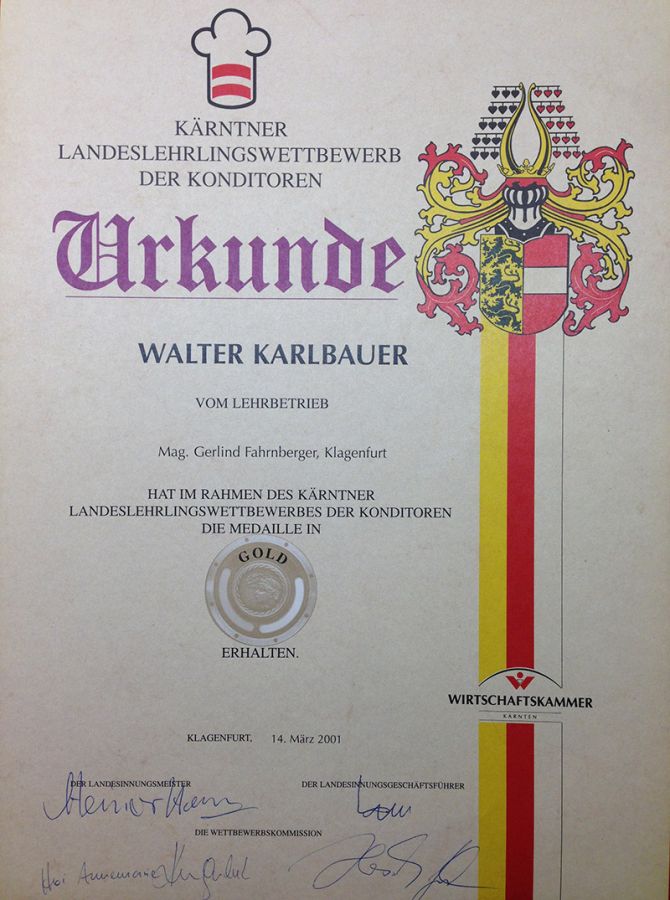 KÄRNTNER
LANDESLEHRLINGSWETTBEWERB
DER KONDITOREN
Urkunde
WALTER KARLBAUER
VOM LEHRBETRIEB
Mag. Gerlind Fahrnberger, Klagenfurt
HAT IM RAHMEN DES KÄRNTNER
LANDESLEHRLINGSWETTBEWERBES DER KONDITOREN
DIE MEDAILLE IN
GOLD
ERHALTEN.
WIRTSCHAFTSKAMMER
KÄRNTEN
KLAGENFURT, 14. März 2001
DER LANDESINNUNGSMEISTER DER LANDESINNUNGSGESCHÄFTSFÜHRER
DIE WETTBEWERBSKOMMISSION
Annemarie